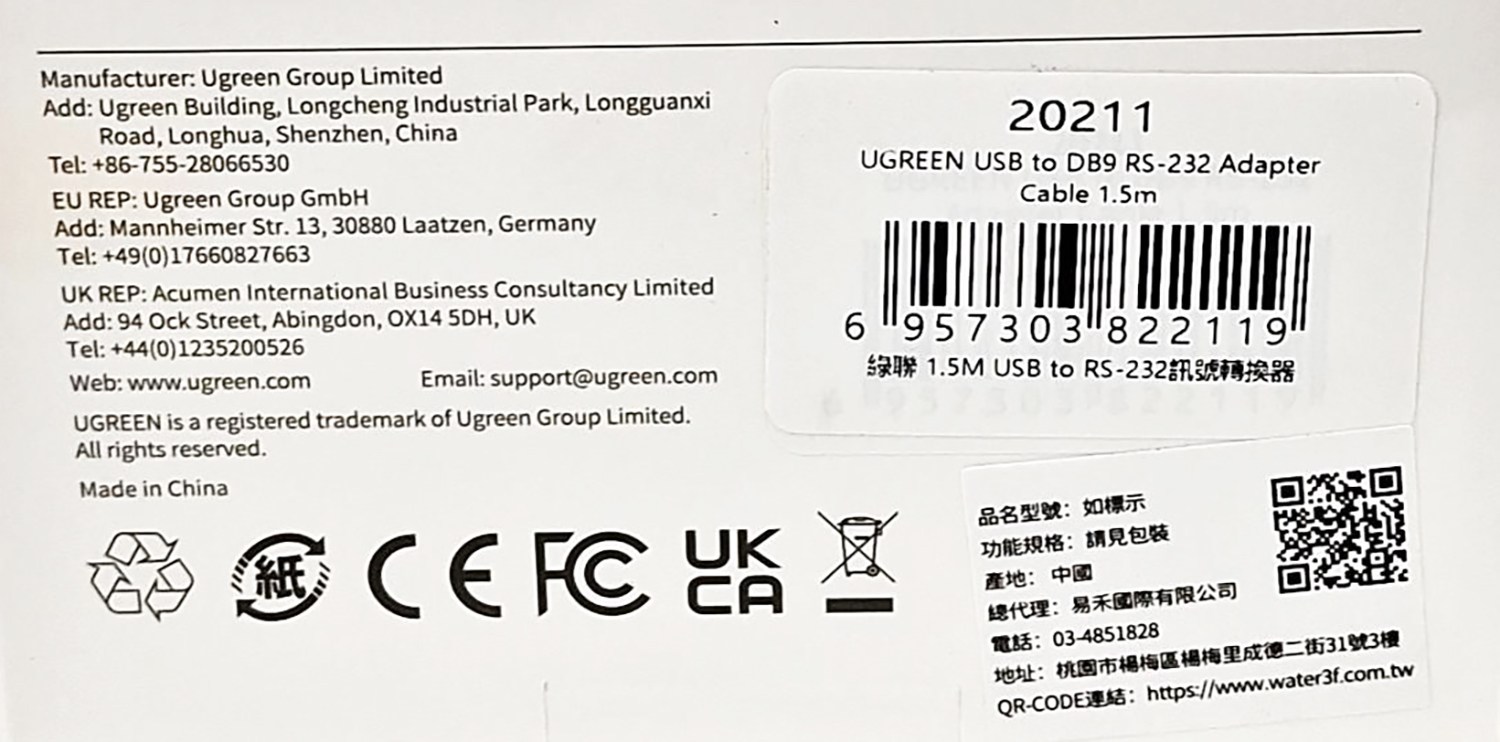 Manufacturer: Ugreen Group Limited
Add: Ugreen Building, Longcheng Industrial Park, Longguanxi
Road, Longhua, Shenzhen, China
Tel: +86-755-28066530
EU REP: Ugreen Group GmbH
Add: Mannheimer Str. 13, 30880 Laatzen, Germany
Tel: +49(0)17660827663
UK REP: Acumen International Business Consultancy Limited
Add: 94 Ock Street, Abingdon, OX14 5DH, UK
Tel: +44(0)1235200526
Web: www.ugreen.com Email: support@ugreen.com
UGREEN is a registered trademark of Ugreen Group Limited.
All rights reserved.
Made in China
紙
CE
FC
UK
CA
20211
UGREEN USB to DB9 RS-232 Adapter
Cable 1.5m
6 957303 822119
綠聯 1.5M USB to RS-232訊號轉換器
品名型號：如標示
功能規格：請見包裝
產地：中國
總代理：易禾國際有限公司
電話：03-4851828
地址：桃園市楊梅區楊梅里成德二街31號3樓
QR-CODE連結：https://www.water3f.com.tw